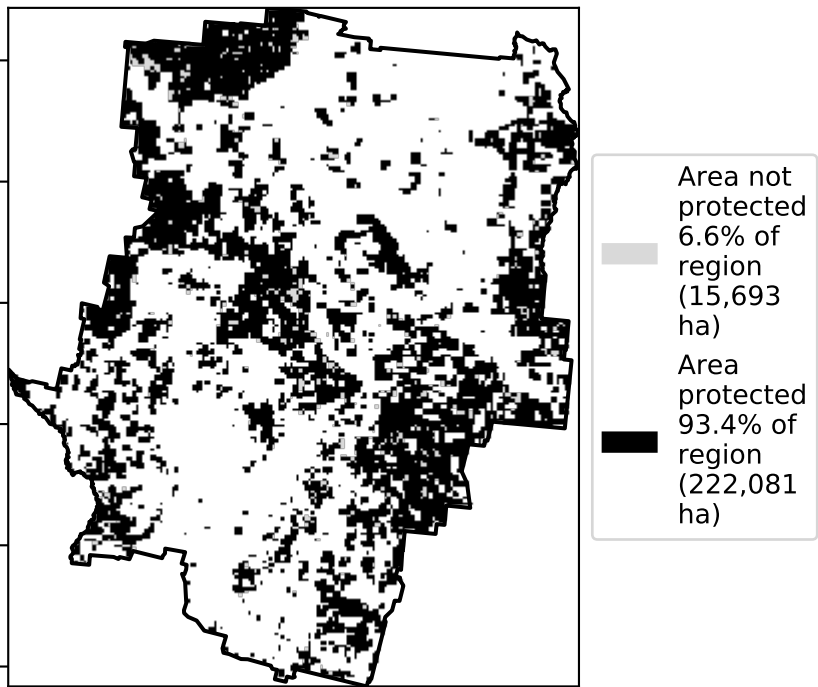 Area not
protected
6.6% of
region
(15,693
ha)
Area
protected
93.4% of
region
(222,081
ha)